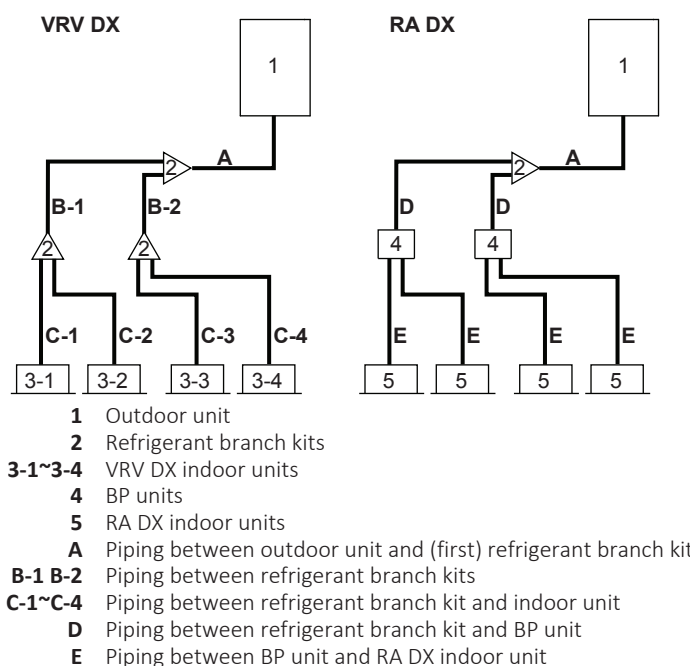 VRV DX
RA DX
1
1
2
A
2
A
B-1
B-2
D
D
2
2
4
4
C-1
C-2
C-3
C-4
E
E
E
E
3-1
3-2
3-3
3-4
5
5
5
5
1 Outdoor unit
2 Refrigerant branch kits
3-1~3-4 VRV DX indoor units
4 BP units
5 RA DX indoor units
A Piping between outdoor unit and (first) refrigerant branch kit
B-1 B-2 Piping between refrigerant branch kits
C-1~C-4 Piping between refrigerant branch kit and indoor unit
D Piping between refrigerant branch kit and BP unit
E Piping between BP unit and RA DX indoor unit